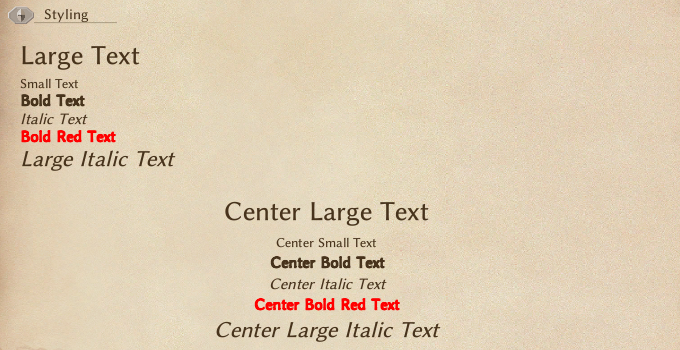 Styling
Large Text
Small Text
Bold Text
Italic Text
Bold Red Text
Large Italic Text
Center Large Text
Center Small Text
Center Bold Text
Center Italic Text
Center Bold Red Text
Center Large Italic Text